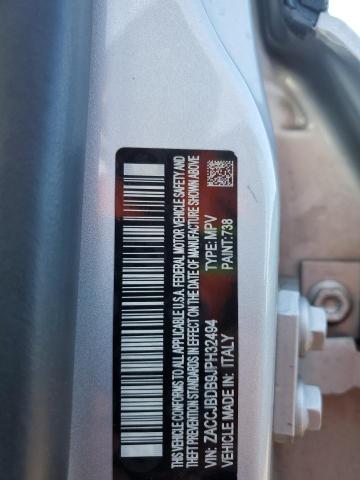 THIS VEHICLE CONFORMS TO ALL APPLICABLE U.S.A. FEDERAL MOTOR VEHICLE SAFETY AND
THEFT PREVENTION STANDARDS IN EFFECT ON THE DATE OF MANUFACTURE SHOWN ABOVE
VIN: ZACCJBDB9JPH32494 TYPE: MPV
VEHICLE MADE IN: ITALY PAINT: 738